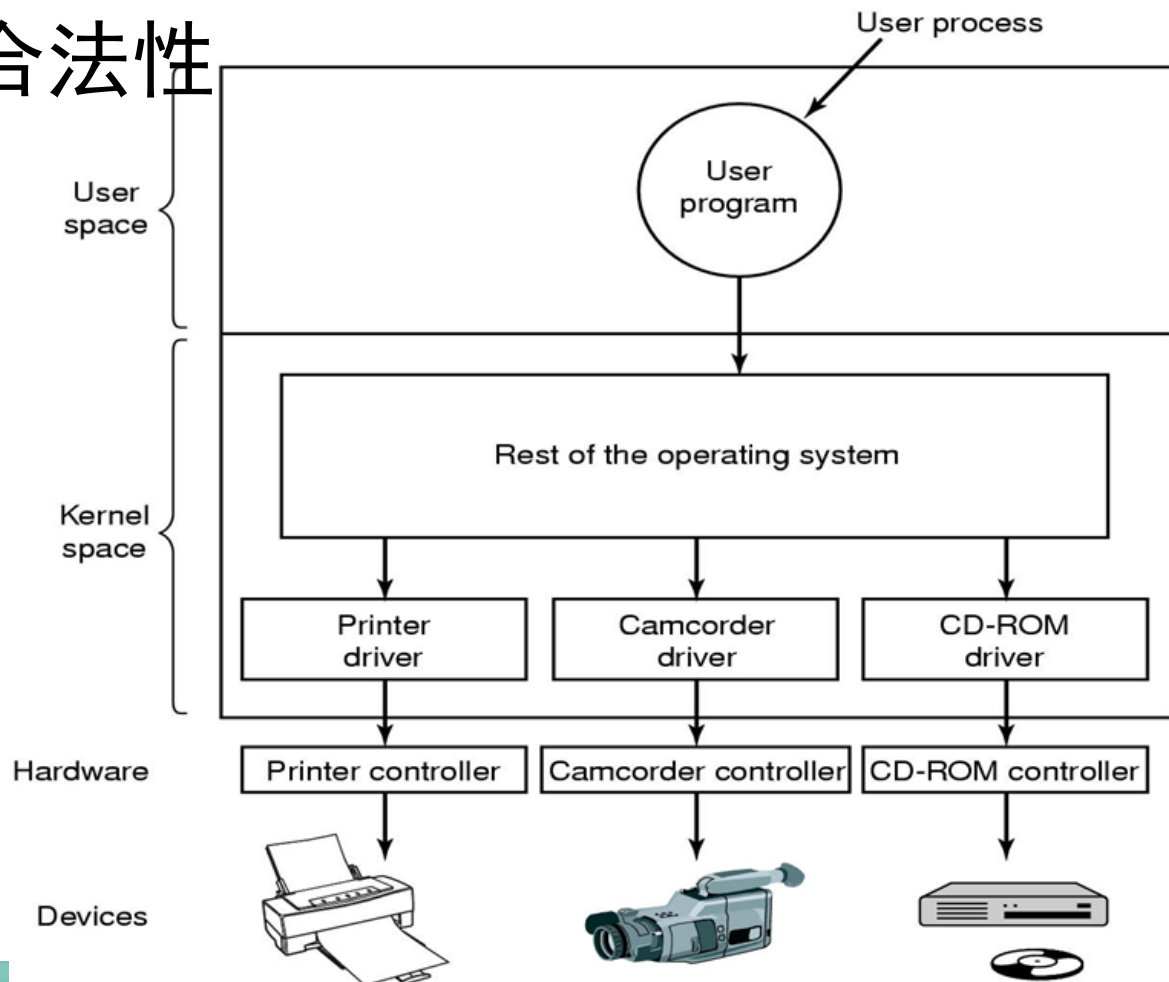 合法性
User process
User
program
User
space
Rest of the operating system
Kernel
space
Printer
driver
Camcorder
driver
CD-ROM
driver
Hardware
Printer controller
Camcorder controller
CD-ROM controller
Devices